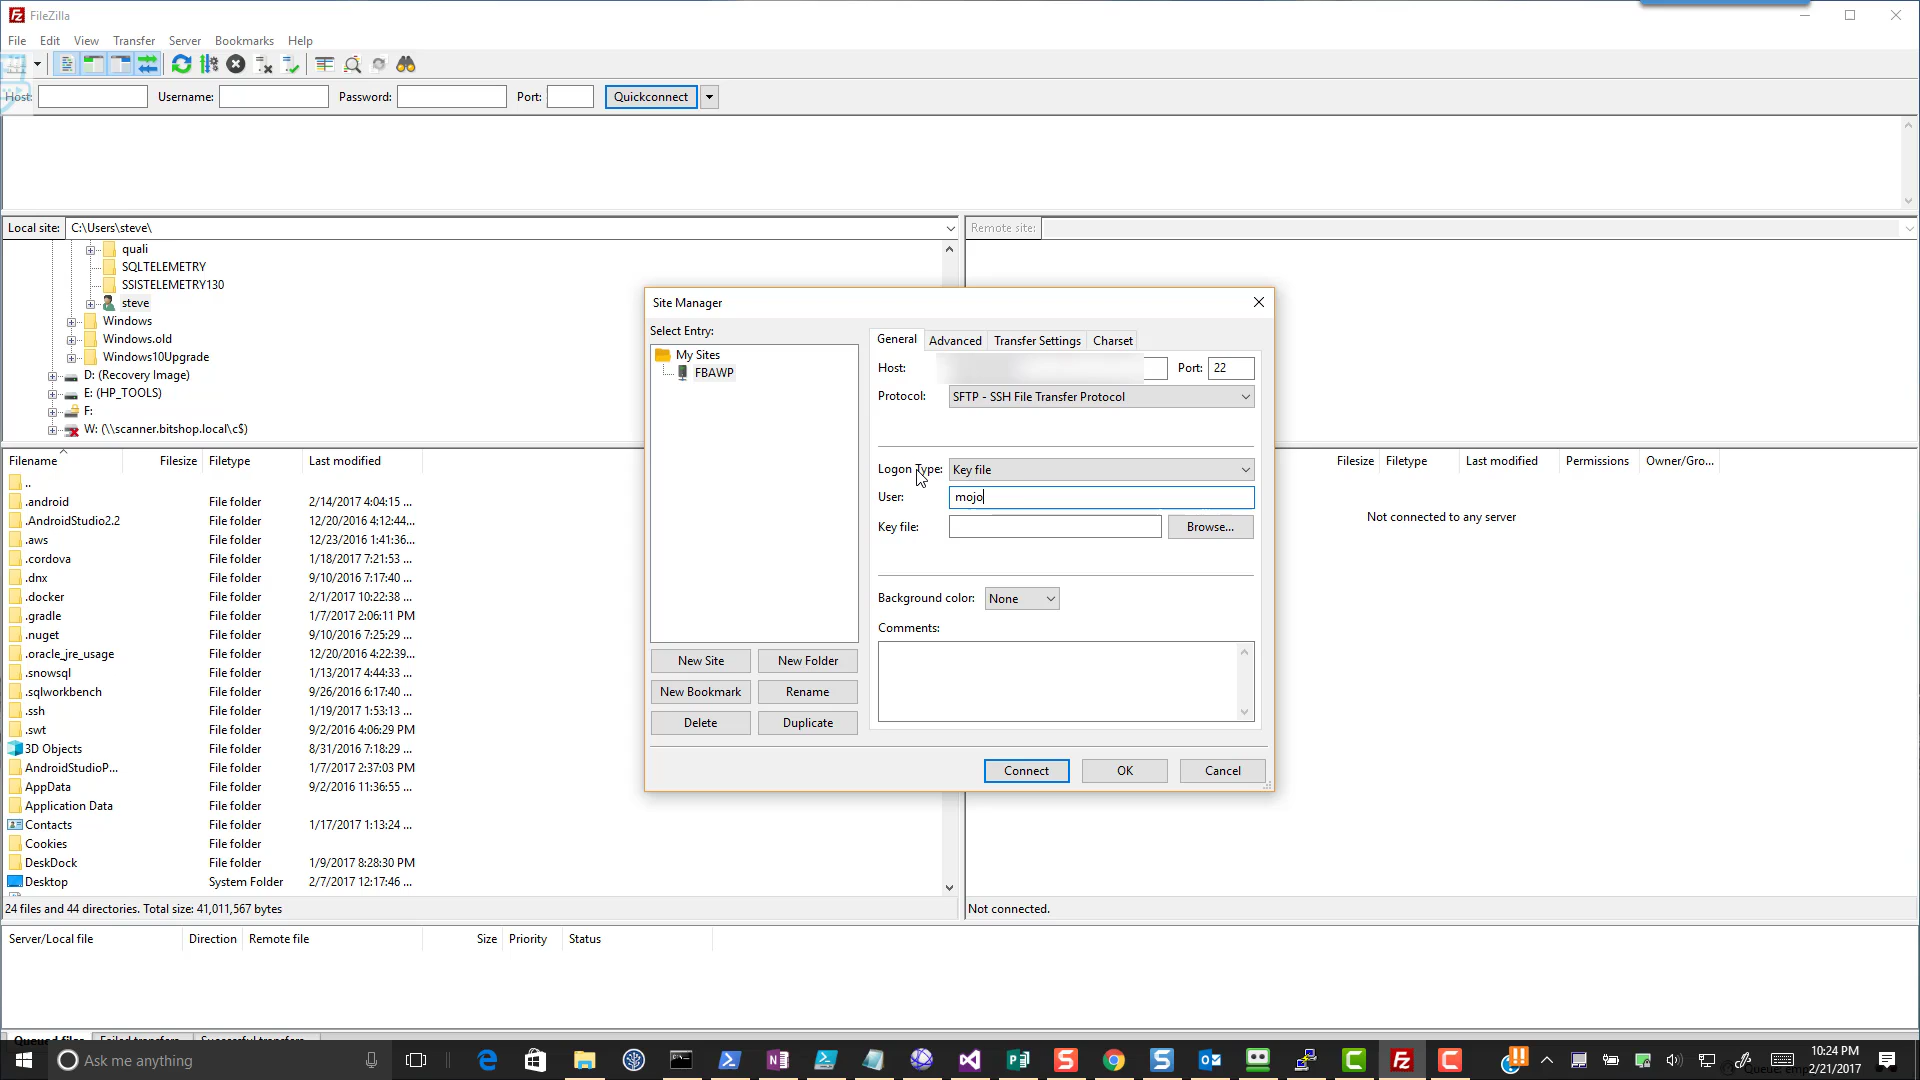 FileZilla
File Edit View Transfer Server Bookmarks Help
Host: Username: Password: Port: Quickconnect
Local site: C:\Users\steve\
Remote site:
quali
SQLTELEMETRY
SSISTELEMETRY130
steve
Windows
Windows.old
Windows10Upgrade
D: (Recovery Image)
E: (HP_TOOLS)
F:
W: (\\scanner.bitshop.local\c$)
Filename Filesize Filetype Last modified
..
.android File folder 2/14/2017 4:04:15 ...
.AndroidStudio2.2 File folder 12/20/2016 4:12:44...
.aws File folder 12/23/2016 1:41:36...
.cordova File folder 1/18/2017 7:21:53 ...
.dnx File folder 9/10/2016 7:17:40 ...
.docker File folder 2/1/2017 10:22:38 ...
.gradle File folder 1/7/2017 2:06:11 PM
.nuget File folder 9/10/2016 7:25:29 ...
.oracle_jre_usage File folder 12/20/2016 4:22:39...
.snowsql File folder 1/13/2017 4:44:33 ...
.sqlworkbench File folder 9/26/2016 6:17:40 ...
.ssh File folder 1/19/2017 1:53:13 ...
.swt File folder 9/2/2016 4:06:29 PM
3D Objects File folder 8/31/2016 7:18:29 ...
AndroidStudioP... File folder 1/7/2017 2:37:03 PM
AppData File folder 9/2/2016 11:36:55 ...
Application Data File folder
Contacts File folder 1/17/2017 1:13:24 ...
Cookies File folder
DeskDock File folder 1/9/2017 8:28:30 PM
Desktop System Folder 2/7/2017 12:17:46 ...
24 files and 44 directories. Total size: 41,011,567 bytes
Site Manager
Select Entry:
My Sites
FBAWP
New Site New Folder
New Bookmark Rename
Delete Duplicate
General Advanced Transfer Settings Charset
Host: Port: 22
Protocol: SFTP - SSH File Transfer Protocol
Logon Type: Key file
User: mojo
Key file: Browse...
Background color: None
Comments:
Connect OK Cancel
Filesize Filetype Last modified Permissions Owner/Gro...
Not connected to any server
Not connected.
Server/Local file Direction Remote file Size Priority Status
Queued files Failed transfers Successful transfers
Ask me anything
10:24 PM
2/21/2017